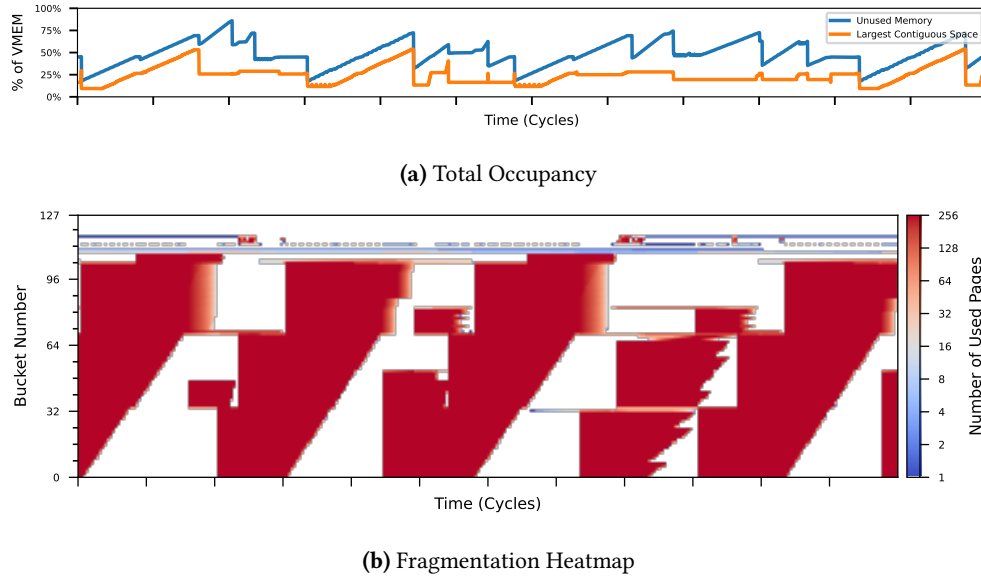 100%
75%
50%
25%
0%
% of VMEM
Unused Memory
Largest Contiguous Space
Time (Cycles)
(a) Total Occupancy
127
96
64
32
0
Bucket Number
256
128
64
32
16
8
4
2
1
Number of Used Pages
Time (Cycles)
(b) Fragmentation Heatmap